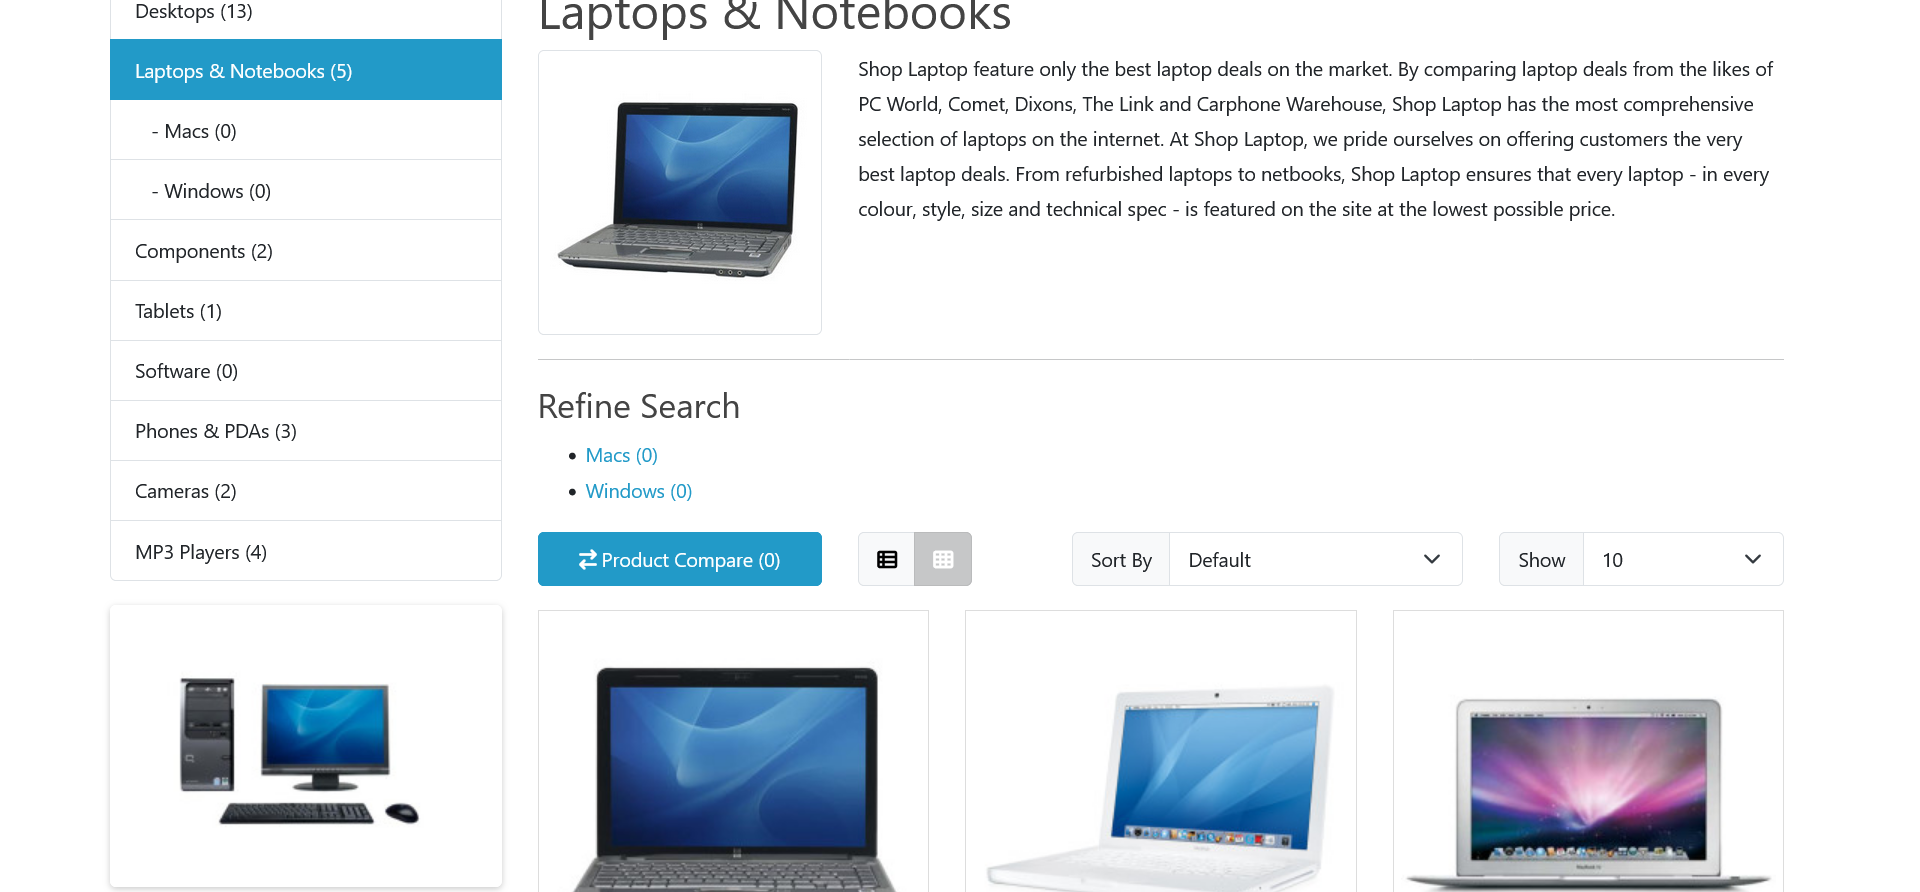 Desktops (13)
Laptops & Notebooks (5)
- Macs (0)
- Windows (0)
Components (2)
Tablets (1)
Software (0)
Phones & PDAs (3)
Cameras (2)
MP3 Players (4)
Laptops & Notebooks
Shop Laptop feature only the best laptop deals on the market. By comparing laptop deals from the likes of
PC World, Comet, Dixons, The Link and Carphone Warehouse, Shop Laptop has the most comprehensive
selection of laptops on the internet. At Shop Laptop, we pride ourselves on offering customers the very
best laptop deals. From refurbished laptops to netbooks, Shop Laptop ensures that every laptop - in every
colour, style, size and technical spec - is featured on the site at the lowest possible price.
Refine Search
• Macs (0)
• Windows (0)
Product Compare (0)
Sort By Default
Show 10